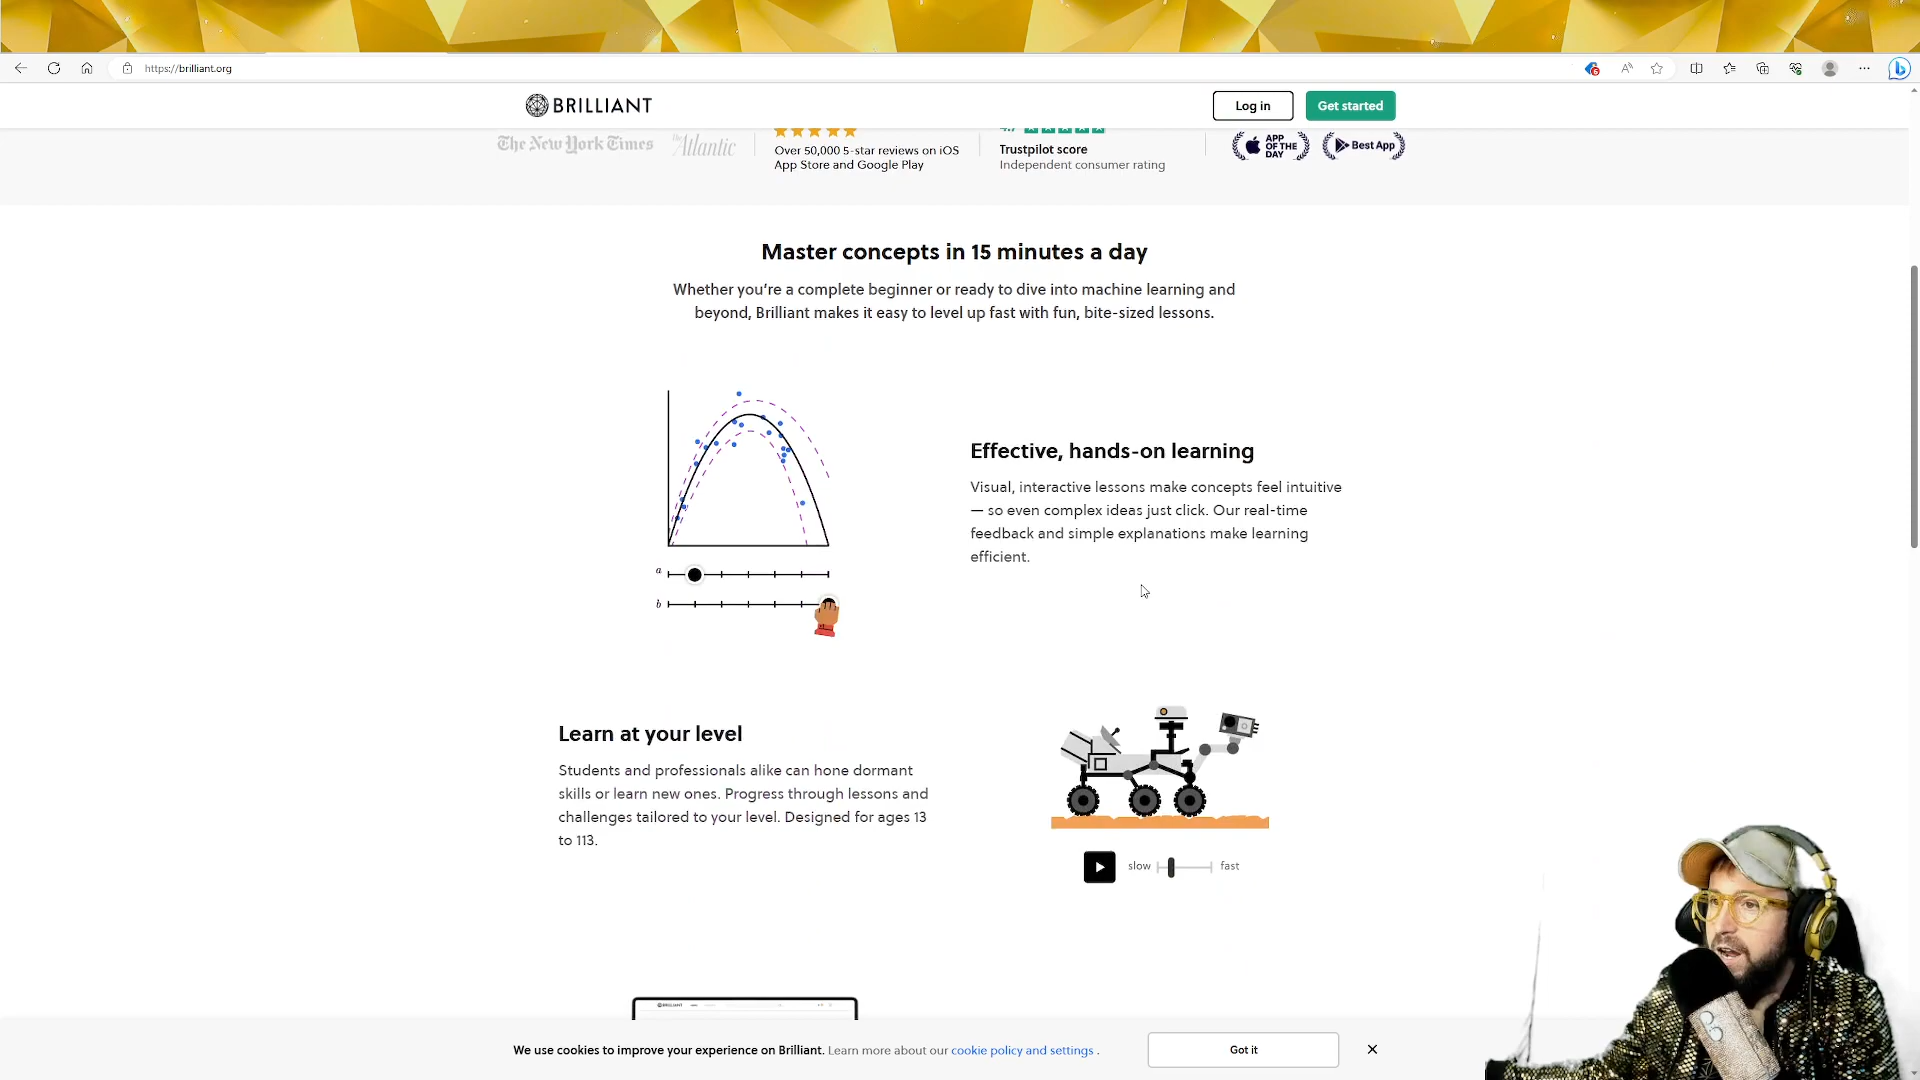 https://brilliant.org
BRILLIANT
Log in
Get started
The New York Times
The Atlantic
Over 50,000 5-star reviews on iOS
App Store and Google Play
Trustpilot score
Independent consumer rating
APP
OF THE
DAY
Best App
Master concepts in 15 minutes a day
Whether you're a complete beginner or ready to dive into machine learning and
beyond, Brilliant makes it easy to level up fast with fun, bite-sized lessons.
a
b
Effective, hands-on learning
Visual, interactive lessons make concepts feel intuitive
— so even complex ideas just click. Our real-time
feedback and simple explanations make learning
efficient.
Learn at your level
Students and professionals alike can hone dormant
skills or learn new ones. Progress through lessons and
challenges tailored to your level. Designed for ages 13
to 113.
slow
fast
BRILLIANT
We use cookies to improve your experience on Brilliant. Learn more about our cookie policy and settings .
Got it